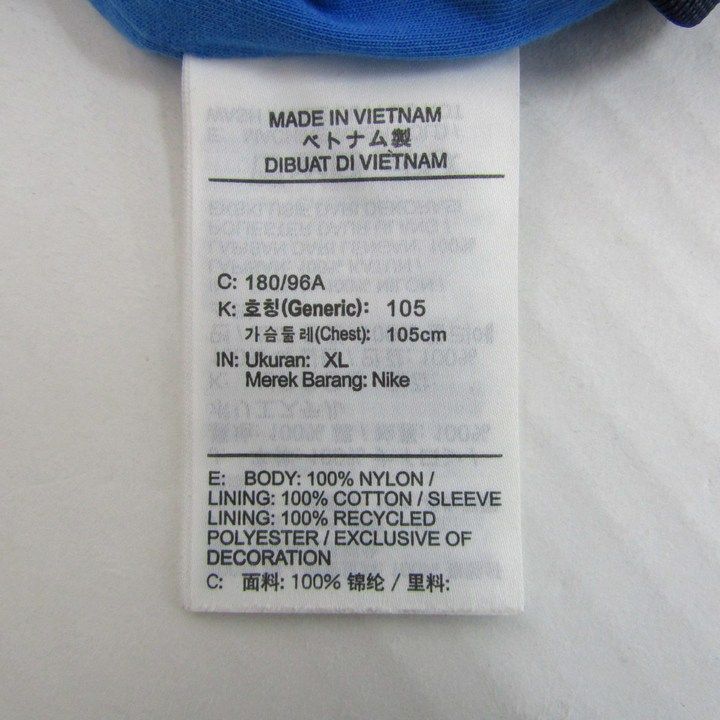 MADE IN VIETNAM
ベトナム製
DIBUAT DI VIETNAM
C: 180/96A
K: 호칭(Generic): 105
가슴둘레(Chest): 105cm
IN: Ukuran: XL
Merek Barang: Nike
E: BODY: 100% NYLON /
LINING: 100% COTTON / SLEEVE
LINING: 100% RECYCLED
POLYESTER / EXCLUSIVE OF
DECORATION
C: 面料: 100% 锦纶 / 里料: